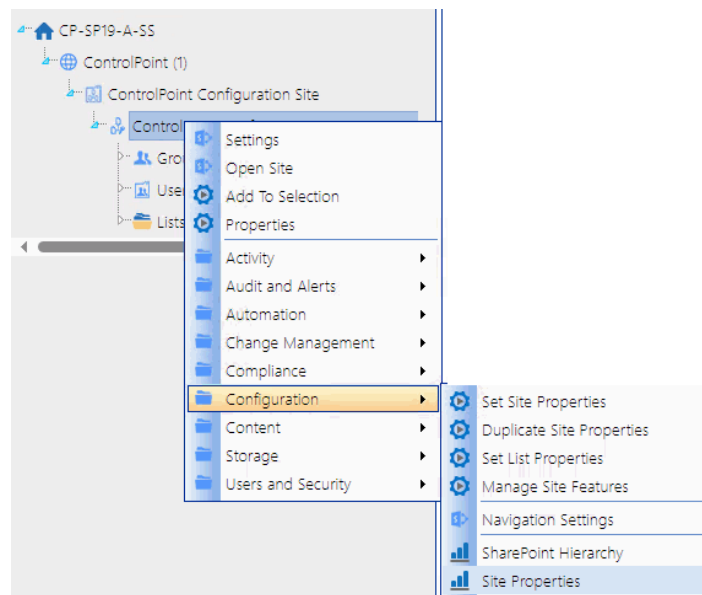 CP-SP19-A-SS
ControlPoint (1)
ControlPoint Configuration Site
Control
Settings
Open Site
Add To Selection
Properties
Lists
Activity
Audit and Alerts
Automation
Change Management
Compliance
Configuration
Content
Storage
Users and Security
Set Site Properties
Duplicate Site Properties
Set List Properties
Manage Site Features
Navigation Settings
SharePoint Hierarchy
Site Properties